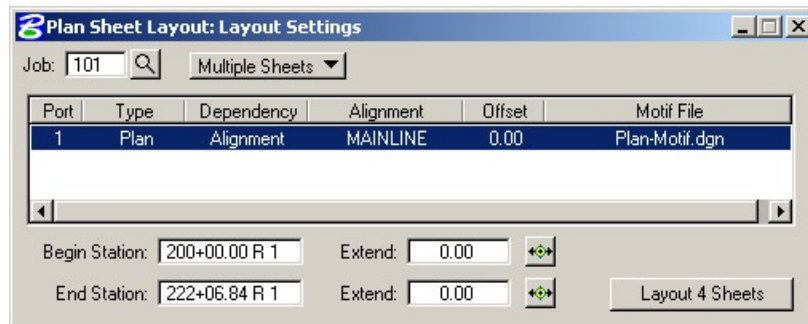 Plan Sheet Layout: Layout Settings
Job: 101 Multiple Sheets
Port Type Dependency Alignment Offset Motif File
1 Plan Alignment MAINLINE 0.00 Plan-Motif.dgn
Begin Station: 200+00.00 R 1 Extend: 0.00
End Station: 222+06.84 R 1 Extend: 0.00 Layout 4 Sheets